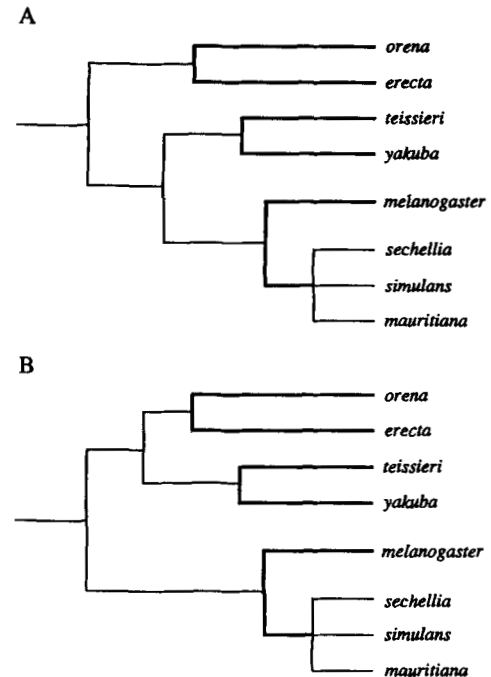 A
orena
erecta
teissieri
yakuba
melanogaster
sechellia
simulans
mauritiana
B
orena
erecta
teissieri
yakuba
melanogaster
sechellia
simulans
mauritiana